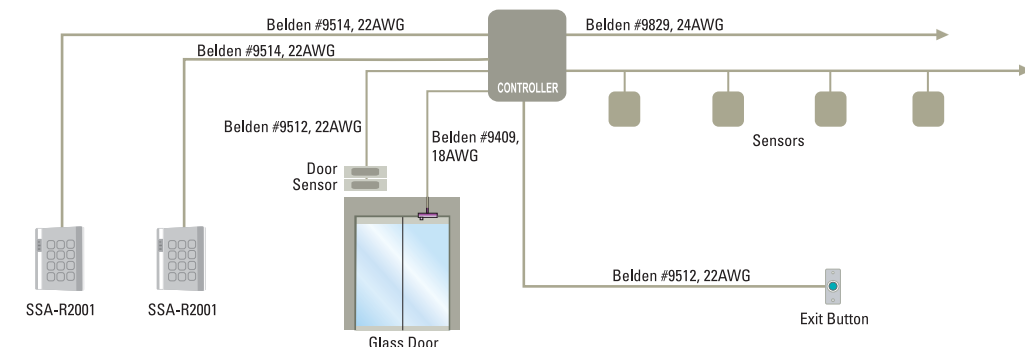 Belden #9514, 22AWG
Belden #9829, 24AWG
Belden #9514, 22AWG
CONTROLLER
Belden #9512, 22AWG
Belden #9409,
18AWG
Sensors
Door
Sensor
Belden #9512, 22AWG
SSA-R2001
SSA-R2001
Exit Button
Glass Door